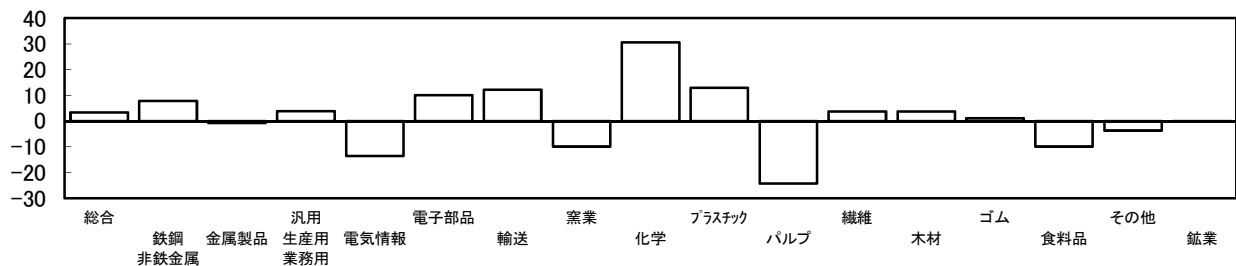 40
30
20
10
0
-10
-20
-30
総合
鉄鋼
非鉄金属
金属製品
汎用
生産用
業務用
電気情報
電子部品
輸送
窯業
化学
プラスチック
パルプ
繊維
木材
ゴム
食料品
その他
鉱業